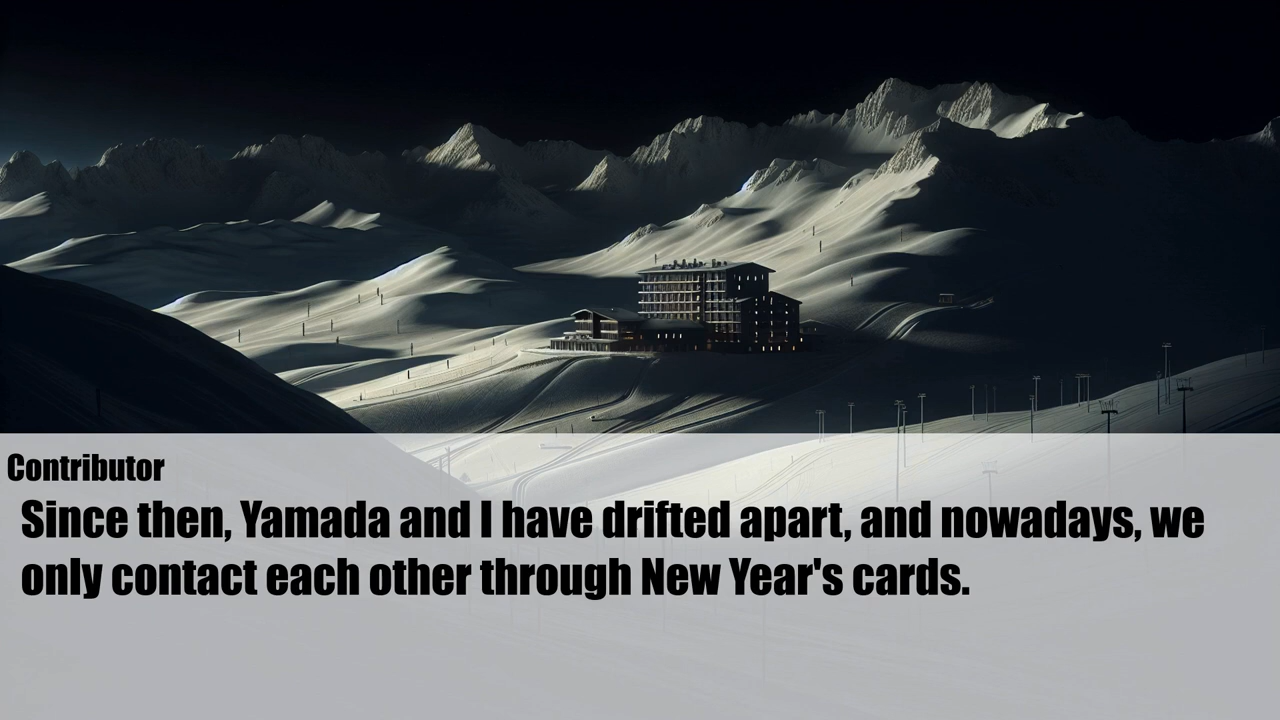 Contributor
Since then, Yamada and I have drifted apart, and nowadays, we
only contact each other through New Year's cards.